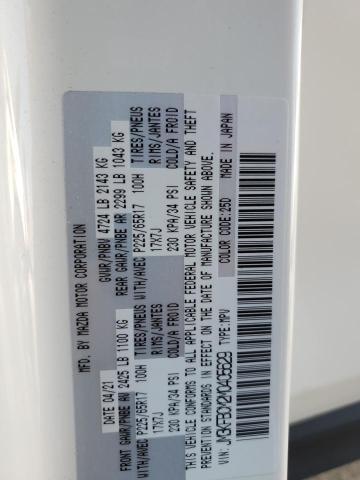 MFD. BY MAZDA MOTOR CORPORATION
04/21 GVWR/PNBV 4724 LB 2143 KG
FRONT GAWR/PNBE AV 2425 LB 1100 KG REAR GAWR/PNBE AR 2299 LB 1043 KG
WITH/AVEC P225/65R17 100H TIRES/PNEUS WITH/AVEC P225/65R17 100H TIRES/PNEUS
17X7J RIMS/JANTES 17X7J RIMS/JANTES
230 KPA/34 PSI COLD/A FROID 230 KPA/34 PSI COLD/A FROID
THIS VEHICLE CONFORMS TO ALL APPLICABLE FEDERAL MOTOR VEHICLE SAFETY AND THEFT
PREVENTION STANDARDS IN EFFECT ON THE DATE OF MANUFACTURE SHOWN ABOVE.
COLOR CODE:25D MADE IN JAPAN
VIN: TYPE:MPV